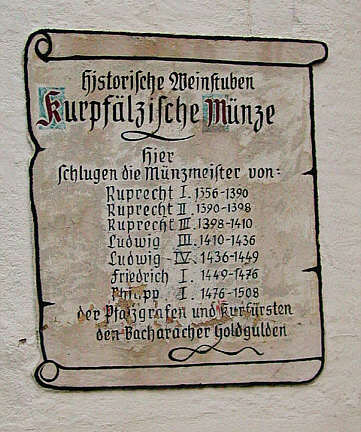 Historische Weinstuben
Kurpfälzische Münze
Hier
schlugen die Münzmeister von:
Ruprecht I. 1356-1390
Ruprecht II. 1390-1398
Ruprecht III. 1398-1410
Ludwig III. 1410-1436
Ludwig IV. 1436-1449
Friedrich I. 1449-1476
Philipp I. 1476-1508
der Pfalzgrafen und Kurfürsten
den Bacharacher Goldgulden